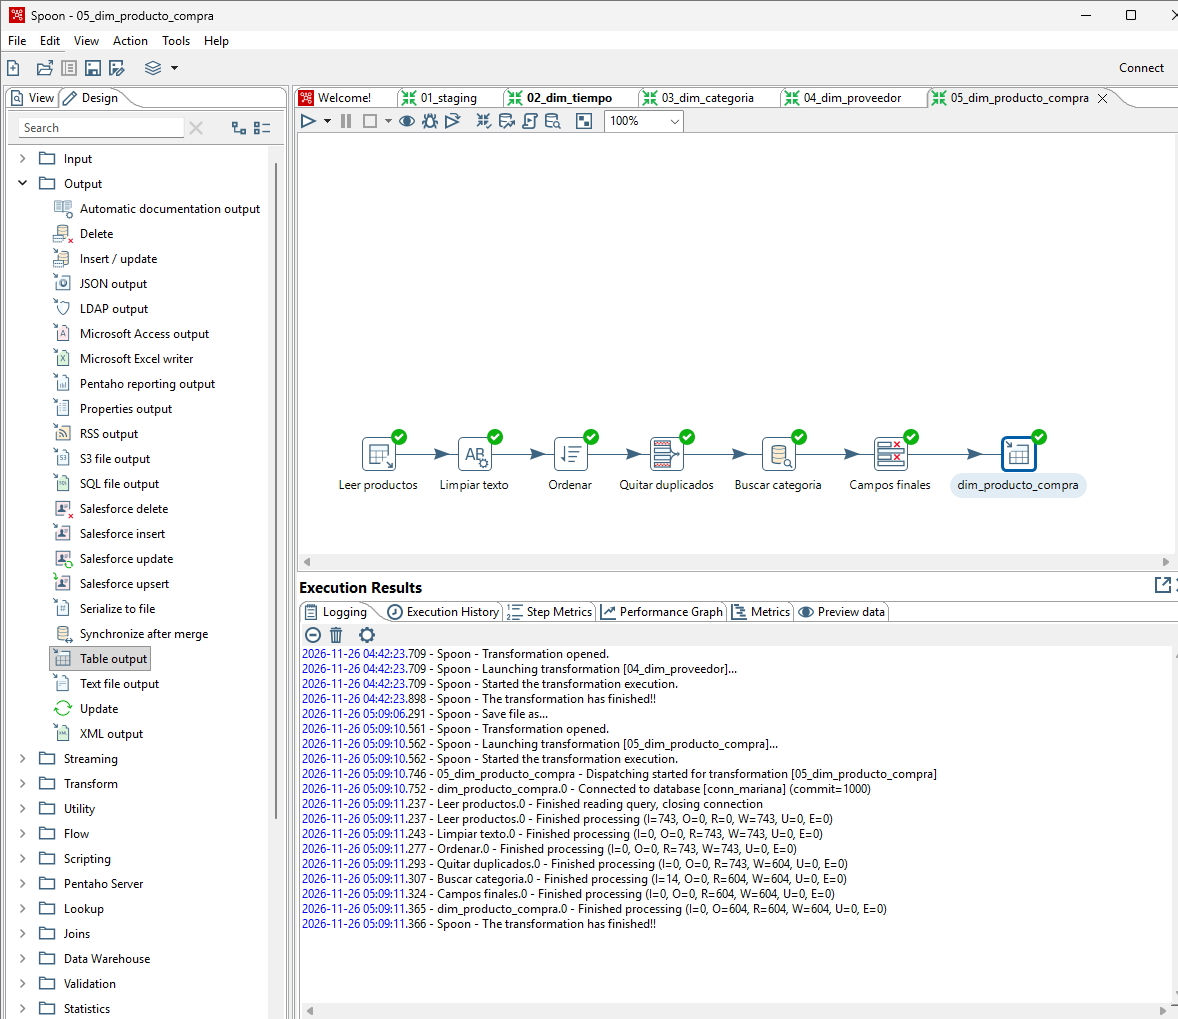 Spoon - 05_dim_producto_compra
File Edit View Action Tools Help
Connect
View Design
Search
Input
Output
Automatic documentation output
Delete
Insert / update
JSON output
LDAP output
Microsoft Access output
Microsoft Excel writer
Pentaho reporting output
Properties output
RSS output
S3 file output
SQL file output
Salesforce delete
Salesforce insert
Salesforce update
Salesforce upsert
Serialize to file
Synchronize after merge
Table output
Text file output
Update
XML output
Streaming
Transform
Utility
Flow
Scripting
Pentaho Server
Lookup
Joins
Data Warehouse
Validation
Statistics
Welcome! 01_staging 02_dim_tiempo 03_dim_categoria 04_dim_proveedor 05_dim_producto_compra
100%
Leer productos Limpiar texto Ordenar Quitar duplicados Buscar categoria Campos finales dim_producto_compra
Execution Results
Logging Execution History Step Metrics Performance Graph Metrics Preview data
2026-11-26 04:42:23.709 - Spoon - Transformation opened.
2026-11-26 04:42:23.709 - Spoon - Launching transformation [04_dim_proveedor]...
2026-11-26 04:42:23.709 - Spoon - Started the transformation execution.
2026-11-26 04:42:23.898 - Spoon - The transformation has finished!!
2026-11-26 05:09:06.291 - Spoon - Save file as...
2026-11-26 05:09:10.561 - Spoon - Transformation opened.
2026-11-26 05:09:10.562 - Spoon - Launching transformation [05_dim_producto_compra]...
2026-11-26 05:09:10.562 - Spoon - Started the transformation execution.
2026-11-26 05:09:10.746 - 05_dim_producto_compra - Dispatching started for transformation [05_dim_producto_compra]
2026-11-26 05:09:10.752 - dim_producto_compra.0 - Connected to database [conn_mariana] (commit=1000)
2026-11-26 05:09:11.237 - Leer productos.0 - Finished reading query, closing connection
2026-11-26 05:09:11.237 - Leer productos.0 - Finished processing (I=743, O=0, R=0, W=743, U=0, E=0)
2026-11-26 05:09:11.243 - Limpiar texto.0 - Finished processing (I=0, O=0, R=743, W=743, U=0, E=0)
2026-11-26 05:09:11.277 - Ordenar.0 - Finished processing (I=0, O=0, R=743, W=743, U=0, E=0)
2026-11-26 05:09:11.293 - Quitar duplicados.0 - Finished processing (I=0, O=0, R=743, W=604, U=0, E=0)
2026-11-26 05:09:11.307 - Buscar categoria.0 - Finished processing (I=14, O=0, R=604, W=604, U=0, E=0)
2026-11-26 05:09:11.324 - Campos finales.0 - Finished processing (I=0, O=0, R=604, W=604, U=0, E=0)
2026-11-26 05:09:11.365 - dim_producto_compra.0 - Finished processing (I=0, O=604, R=604, W=604, U=0, E=0)
2026-11-26 05:09:11.366 - Spoon - The transformation has finished!!